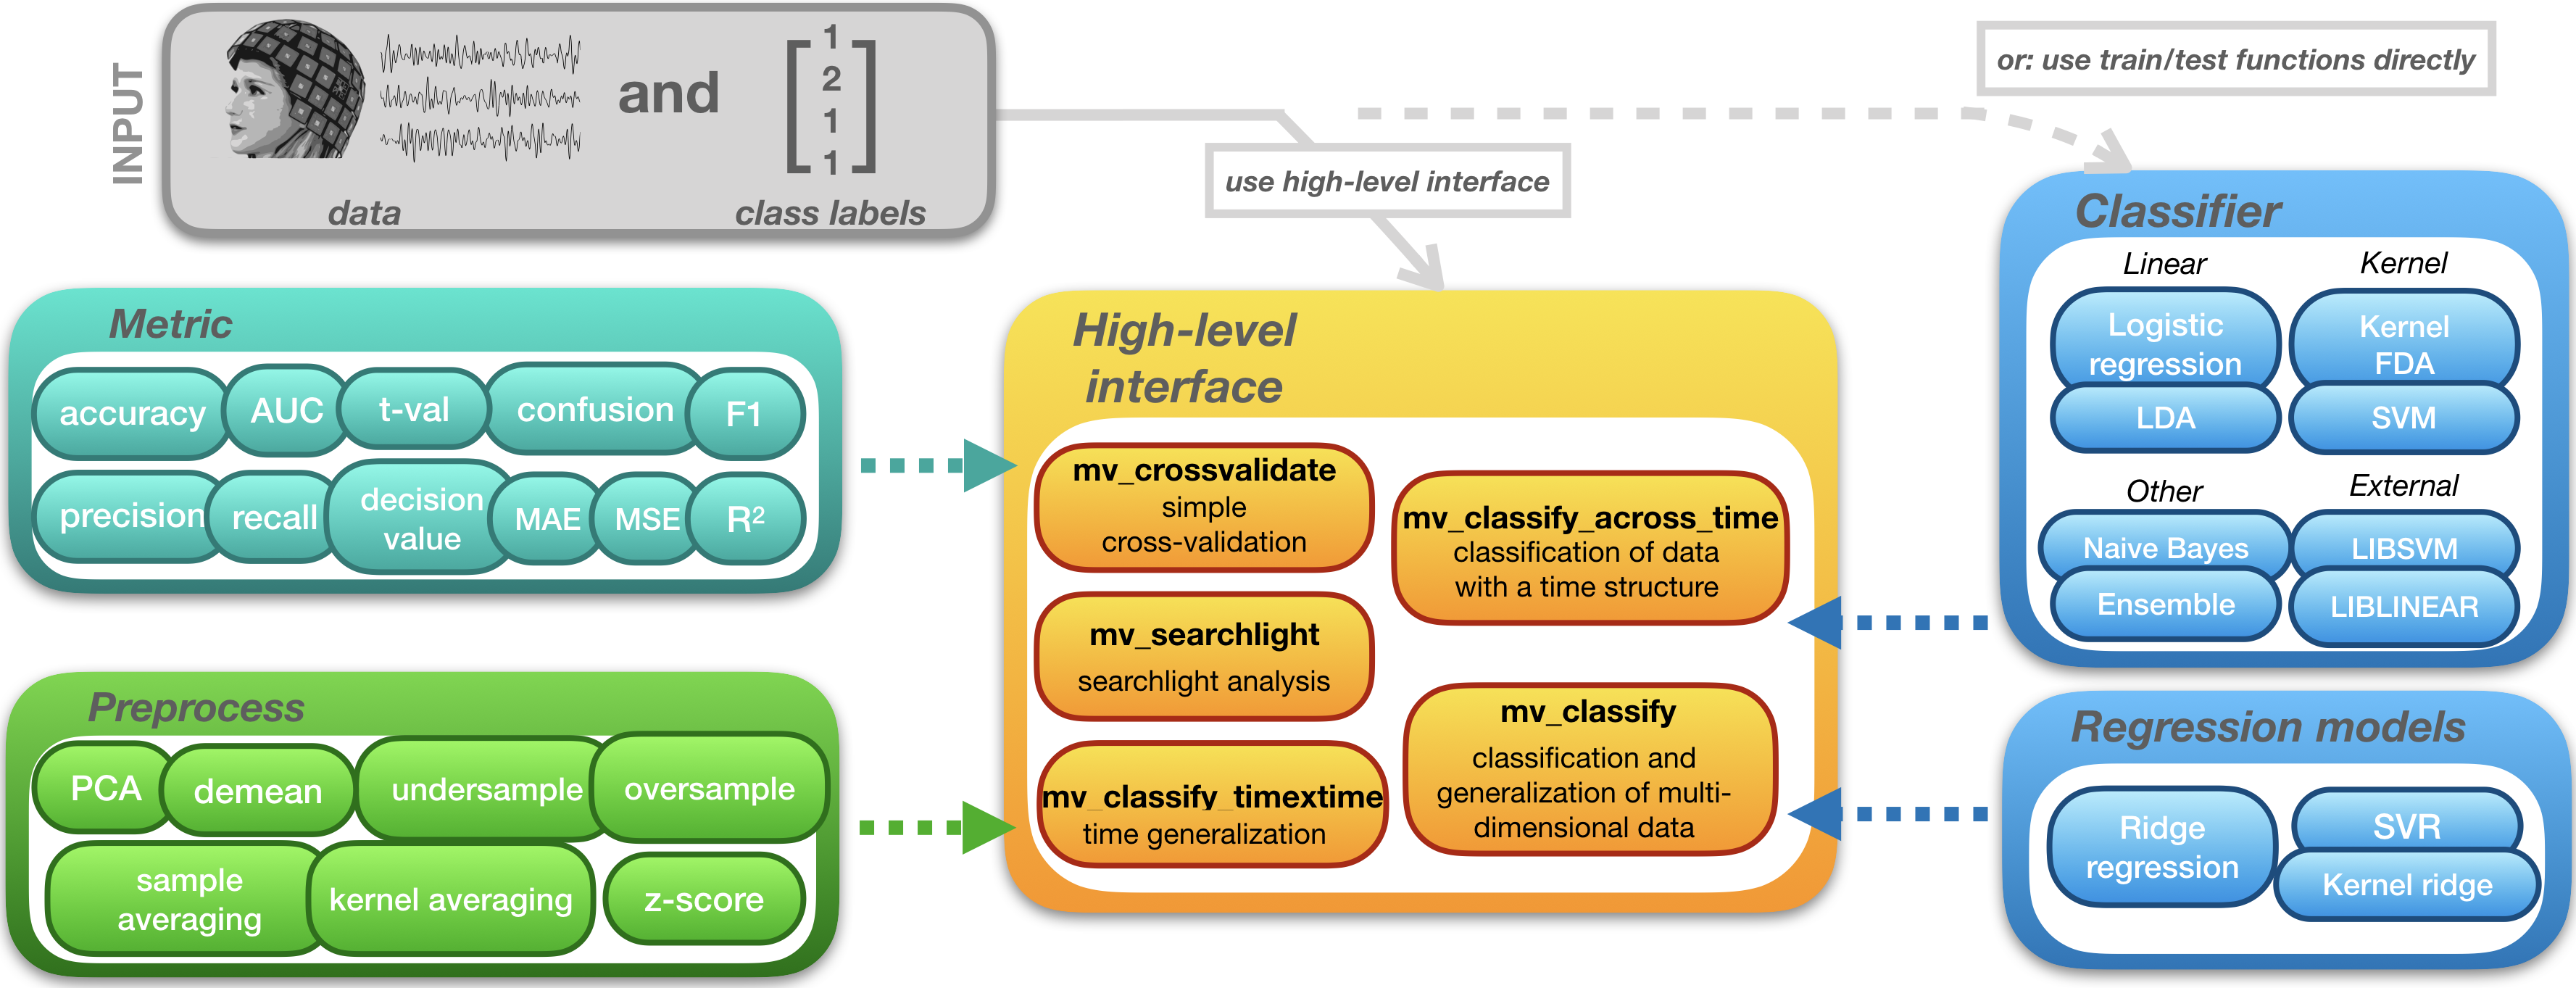 INPUT
and
1
2
1
1
data
class labels
or: use train/test functions directly
use high-level interface
Metric
accuracy
AUC
t-val
confusion
F1
precision
recall
decision
value
MAE
MSE
R²
Preprocess
PCA
demean
undersample
oversample
sample
averaging
kernel averaging
z-score
High-level
interface
mv_crossvalidate
simple
cross-validation
mv_searchlight
searchlight analysis
mv_classify_timextime
time generalization
mv_classify_across_time
classification of data
with a time structure
mv_classify
classification and
generalization of multi-
dimensional data
Classifier
Linear
Logistic
regression
LDA
Kernel
Kernel
FDA
SVM
Other
Naive Bayes
Ensemble
External
LIBSVM
LIBLINEAR
Regression models
Ridge
regression
SVR
Kernel ridge